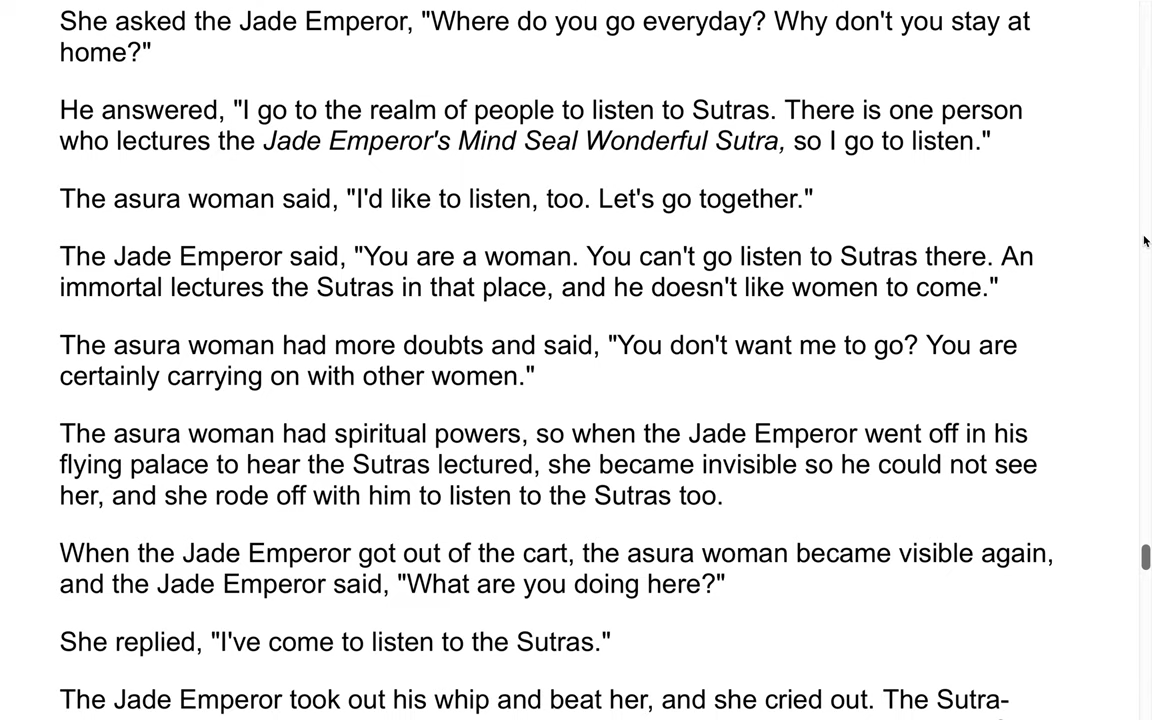 She asked the Jade Emperor, "Where do you go everyday? Why don't you stay at
home?"
He answered, "I go to the realm of people to listen to Sutras. There is one person
who lectures the Jade Emperor's Mind Seal Wonderful Sutra, so I go to listen."
The asura woman said, "I'd like to listen, too. Let's go together."
The Jade Emperor said, "You are a woman. You can't go listen to Sutras there. An
immortal lectures the Sutras in that place, and he doesn't like women to come."
The asura woman had more doubts and said, "You don't want me to go? You are
certainly carrying on with other women."
The asura woman had spiritual powers, so when the Jade Emperor went off in his
flying palace to hear the Sutras lectured, she became invisible so he could not see
her, and she rode off with him to listen to the Sutras too.
When the Jade Emperor got out of the cart, the asura woman became visible again,
and the Jade Emperor said, "What are you doing here?"
She replied, "I've come to listen to the Sutras."
The Jade Emperor took out his whip and beat her, and she cried out. The Sutra-